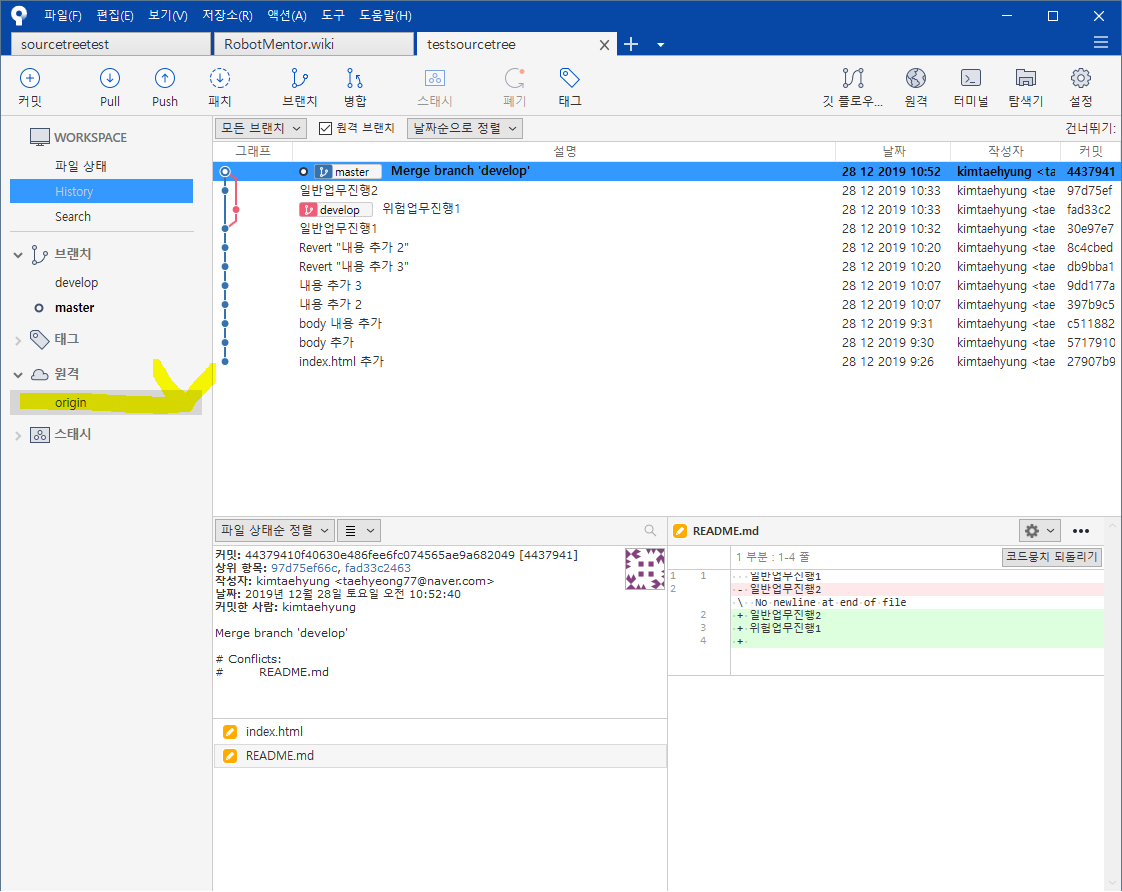 파일(F) 편집(E) 보기(V) 저장소(R) 액션(A) 도구 도움말(H)
sourcetreetest RobotMentor.wiki testsourcetree
커밋 Pull Push 패치 브랜치 병합 스태시 폐기 태그 깃 플로우... 원격 터미널 탐색기 설정
WORKSPACE
파일 상태
History
Search
브랜치
develop
master
태그
원격
origin
스태시
모든 브랜치 원격 브랜치 날짜순으로 정렬 건너뛰기:
그래프 설명 날짜 작성자 커밋
master Merge branch 'develop' 28 12 2019 10:52 kimtaehyung <ta 4437941
일반업무진행2 28 12 2019 10:33 kimtaehyung <tae 97d75ef
develop 위험업무진행1 28 12 2019 10:33 kimtaehyung <tae fad33c2
일반업무진행1 28 12 2019 10:32 kimtaehyung <tae 30e97e7
Revert "내용 추가 2" 28 12 2019 10:20 kimtaehyung <tae 8c4cbed
Revert "내용 추가 3" 28 12 2019 10:20 kimtaehyung <tae db9bba1
내용 추가 3 28 12 2019 10:07 kimtaehyung <tae 9dd177a
내용 추가 2 28 12 2019 10:07 kimtaehyung <tae 397b9c5
body 내용 추가 28 12 2019 9:31 kimtaehyung <tae c511882
body 추가 28 12 2019 9:30 kimtaehyung <tae 5717910
index.html 추가 28 12 2019 9:26 kimtaehyung <tae 27907b9
파일 상태순 정렬
커밋: 44379410f40630e486fee6fc074565ae9a682049 [4437941]
상위 항목: 97d75ef66c, fad33c2463
작성자: kimtaehyung <taehyeong77@naver.com>
날짜: 2019년 12월 28일 토요일 오전 10:52:40
커밋한 사람: kimtaehyung
Merge branch 'develop'
# Conflicts:
# README.md
index.html
README.md
README.md
1 부분 : 1-4 줄 코드뭉치 되돌리기
1 1 일반업무진행1
2 - 일반업무진행2
\ No newline at end of file
2 + 일반업무진행2
3 + 위험업무진행1
4 +